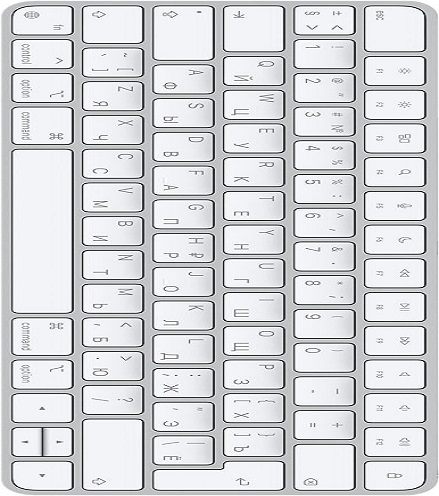 esc F1 F2 F3 F4 F5 F6 F7 F8 F9 F10 F11 F12
§ ± > < ! 1 @ " 2 # № 3 $ % 4 % : 5 ^ , 6 & . 7 * ; 8 ( 9 ) 0 _ - + =
Q Й W Ц E У R К T Е Y Н U Г I Ш O Щ P З { [ Х } ] Ъ
A Ф S Ы D В F А G П H ₽ Р J О K Л L Д : ; Ж " ' Э | \ Ё
~ ` ] [ Z Я X Ч C С V М B И N Т M Ь < , Б > . Ю ? /
fn control option command command option